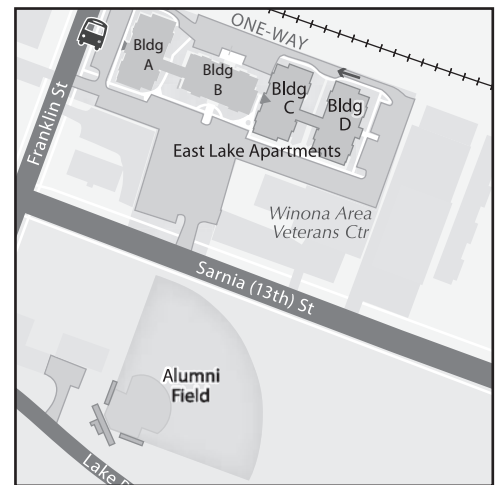 ONE-WAY
Bldg
A
Bldg
B
Bldg
C
Bldg
D
Franklin St
East Lake Apartments
Winona Area
Veterans Ctr
Sarnia (13th) St
Alumni
Field
Lake